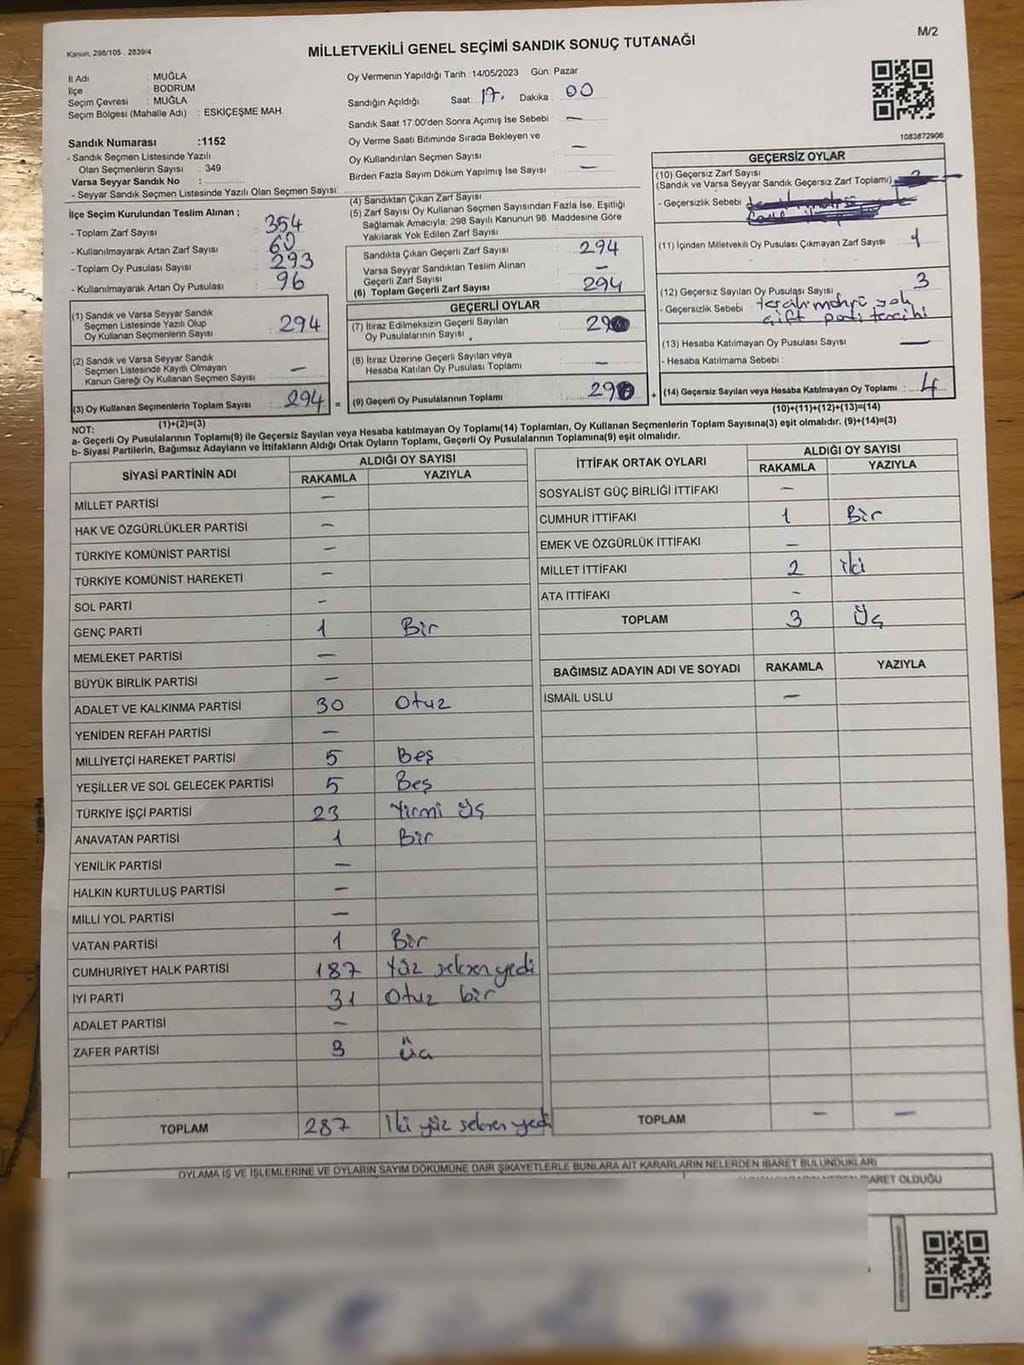 Kanun, 298/105 . 2839/4
MİLLETVEKİLİ GENEL SEÇİMİ SANDIK SONUÇ TUTANAĞI
M/2
İl Adı : MUĞLA
İlçe : BODRUM
Seçim Çevresi : MUĞLA
Seçim Bölgesi (Mahalle Adı) : ESKİÇEŞME MAH.
Oy Vermenin Yapıldığı Tarih : 14/05/2023 Gün: Pazar
Sandığın Açıldığı Saat: 17. Dakika : 00
Sandık Saat 17.00'den Sonra Açımış İse Sebebi —
Oy Verme Saati Bitiminde Sırada Bekleyen ve
Oy Kullandırılan Seçmen Sayısı —
Birden Fazla Sayım Döküm Yapılmış İse Sayısı —
1083872906
Sandık Numarası :1152
- Sandık Seçmen Listesinde Yazılı
Olan Seçmenlerin Sayısı : 349
Varsa Seyyar Sandık No :
- Seyyar Sandık Seçmen Listesinde Yazılı Olan Seçmen Sayısı:
İlçe Seçim Kurulundan Teslim Alınan ;
- Toplam Zarf Sayısı : 354
- Kullanılmayarak Artan Zarf Sayısı : 60
- Toplam Oy Pusulası Sayısı : 293
- Kullanılmayarak Artan Oy Pusulası : 96
(1) Sandık ve Varsa Seyyar Sandık
Seçmen Listesinde Yazılı Olup
Oy Kullanan Seçmenlerin Sayısı : 294
(2) Sandık ve Varsa Seyyar Sandık
Seçmen Listesinde Kayıtlı Olmayan
Kanun Gereği Oy Kullanan Seçmen Sayısı —
(3) Oy Kullanan Seçmenlerin Toplam Sayısı : 294
(1)+(2)=(3)
(4) Sandıktan Çıkan Zarf Sayısı
(5) Zarf Sayısı Oy Kullanan Seçmen Sayısından Fazla İse, Eşitliği
Sağlamak Amacıyla; 298 Sayılı Kanunun 98. Maddesine Göre
Yakılarak Yok Edilen Zarf Sayısı
Sandıkta Çıkan Geçerli Zarf Sayısı 294
Varsa Seyyar Sandıktan Teslim Alınan
Geçerli Zarf Sayısı —
(6) Toplam Geçerli Zarf Sayısı 294
GEÇERLİ OYLAR
(7) İtiraz Edilmeksizin Geçerli Sayılan
Oy Pusulalarının Sayısı
(8) İtiraz Üzerine Geçerli Sayılan veya
Hesaba Katılan Oy Pusulası Toplamı —
(9) Geçerli Oy Pusulalarının Toplamı
GEÇERSİZ OYLAR
(10) Geçersiz Zarf Sayısı
(Sandık ve Varsa Seyyar Sandık Geçersiz Zarf Toplamı)
- Geçersizlik Sebebi
(11) İçinden Milletvekili Oy Pusulası Çıkmayan Zarf Sayısı 1
(12) Geçersiz Sayılan Oy Pusulası Sayısı 3
- Geçersizlik Sebebi : tercih mührü yok
çift parti tercihi
(13) Hesaba Katılmayan Oy Pusulası Sayısı —
- Hesaba Katılmama Sebebi :
(14) Geçersiz Sayılan veya Hesaba Katılmayan Oy Toplamı : 4
(10)+(11)+(12)+(13)=(14)
NOT:
a- Geçerli Oy Pusulalarının Toplamı(9) ile Geçersiz Sayılan veya Hesaba katılmayan Oy Toplamı(14) Toplamları, Oy Kullanan Seçmenlerin Toplam Sayısına(3) eşit olmalıdır. (9)+(14)=(3)
b- Siyasi Partilerin, Bağımsız Adayların ve İttifakların Aldığı Ortak Oyların Toplamı, Geçerli Oy Pusulalarının Toplamına(9) eşit olmalıdır.
SİYASİ PARTİNİN ADI ALDIĞI OY SAYISI
RAKAMLA YAZIYLA
MİLLET PARTİSİ —
HAK VE ÖZGÜRLÜKLER PARTİSİ —
TÜRKİYE KOMÜNİST PARTİSİ —
TÜRKİYE KOMÜNİST HAREKETİ —
SOL PARTİ —
GENÇ PARTİ 1 Bir
MEMLEKET PARTİSİ —
BÜYÜK BİRLİK PARTİSİ —
ADALET VE KALKINMA PARTİSİ 30 Otuz
YENİDEN REFAH PARTİSİ —
MİLLİYETÇİ HAREKET PARTİSİ 5 Beş
YEŞİLLER VE SOL GELECEK PARTİSİ 5 Beş
TÜRKİYE İŞÇİ PARTİSİ 23 Yirmi Üç
ANAVATAN PARTİSİ 1 Bir
YENİLİK PARTİSİ —
HALKIN KURTULUŞ PARTİSİ —
MİLLİ YOL PARTİSİ —
VATAN PARTİSİ 1 Bir
CUMHURİYET HALK PARTİSİ 187 Yüz seksen yedi
İYİ PARTİ 31 Otuz bir
ADALET PARTİSİ —
ZAFER PARTİSİ 3 üç
TOPLAM 287 İki yüz seksen yedi
İTTİFAK ORTAK OYLARI ALDIĞI OY SAYISI
RAKAMLA YAZIYLA
SOSYALİST GÜÇ BİRLİĞİ İTTİFAKI —
CUMHUR İTTİFAKI 1 Bir
EMEK VE ÖZGÜRLÜK İTTİFAKI —
MİLLET İTTİFAKI 2 iki
ATA İTTİFAKI -
TOPLAM 3 Üç
BAĞIMSIZ ADAYIN ADI VE SOYADI RAKAMLA YAZIYLA
İSMAİL USLU —
TOPLAM — —
OYLAMA İŞ VE İŞLEMLERİNE VE OYLARIN SAYIM DÖKÜMÜNE DAİR ŞİKAYETLERLE BUNLARA AİT KARARLARIN NELERDEN İBARET BULUNDUKLARI
ARET OLDUĞU